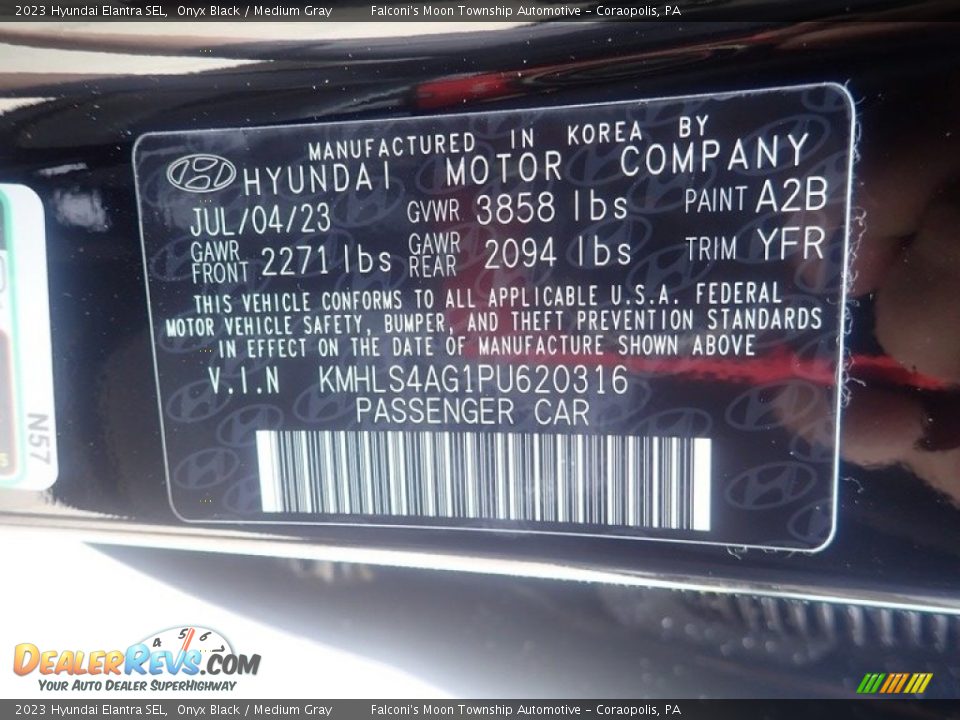 2023 Hyundai Elantra SEL, Onyx Black / Medium Gray Falconi's Moon Township Automotive - Coraopolis, PA
MANUFACTURED IN KOREA BY
HYUNDAI MOTOR COMPANY
JUL/04/23 GVWR 3858 lbs PAINT A2B
GAWR FRONT 2271 lbs GAWR REAR 2094 lbs TRIM YFR
THIS VEHICLE CONFORMS TO ALL APPLICABLE U.S.A. FEDERAL
MOTOR VEHICLE SAFETY, BUMPER, AND THEFT PREVENTION STANDARDS
IN EFFECT ON THE DATE OF MANUFACTURE SHOWN ABOVE
V.I.N KMHLS4AG1PU620316
PASSENGER CAR
N57
4 5 6
DEALERREVS.COM
YOUR AUTO DEALER SUPERHIGHWAY
2023 Hyundai Elantra SEL, Onyx Black / Medium Gray Falconi's Moon Township Automotive - Coraopolis, PA